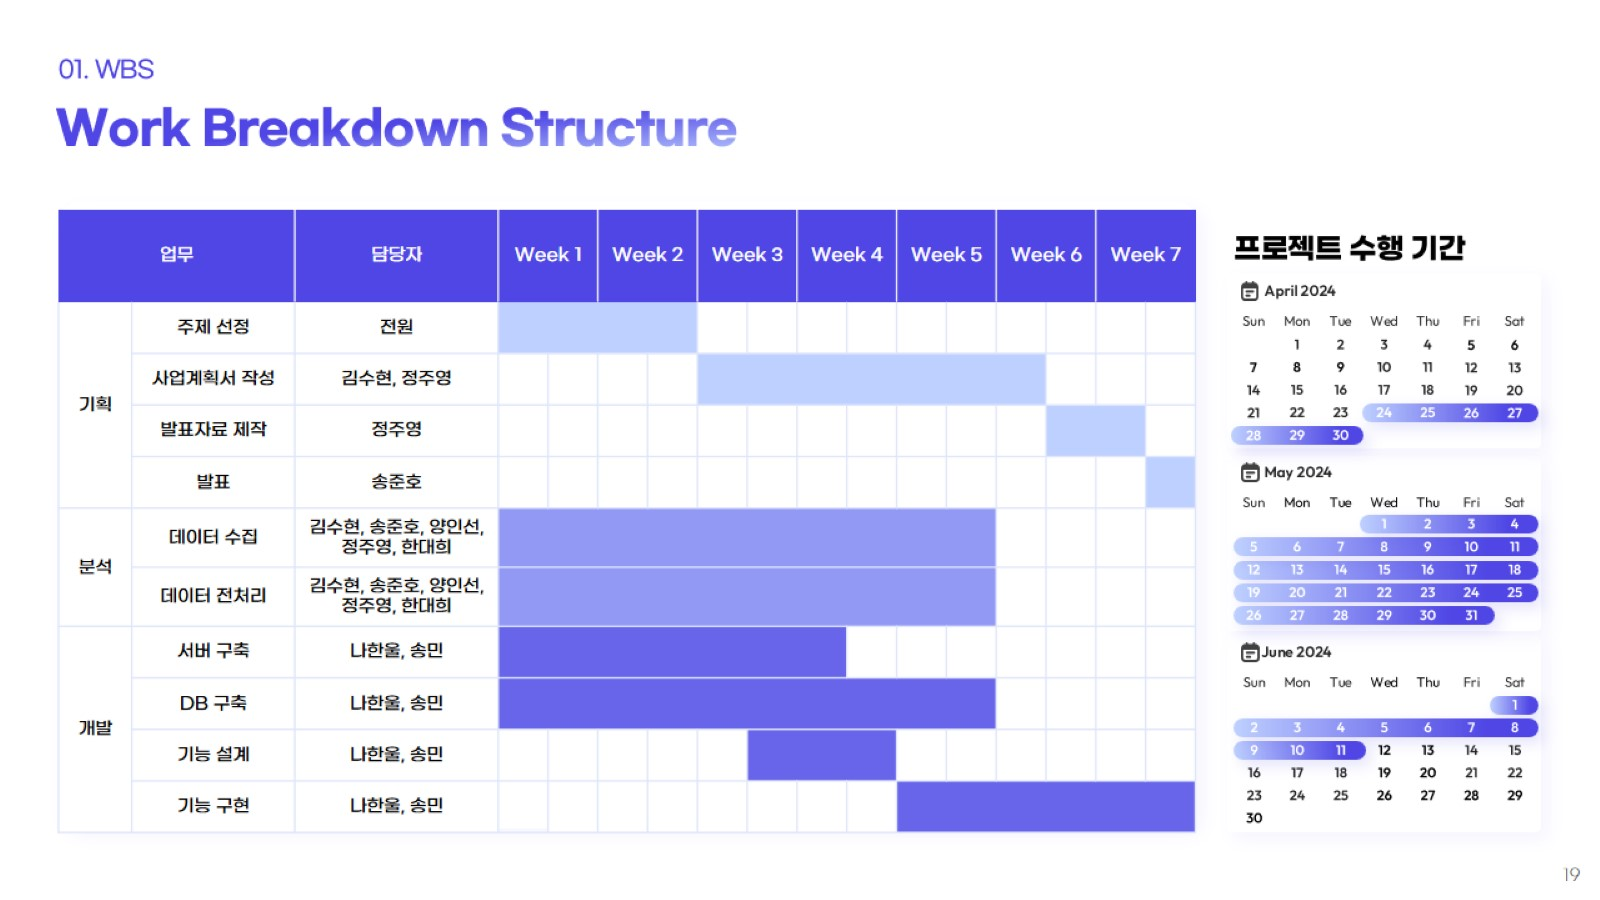 01. WBS
Work Breakdown Structure
업무 담당자 Week 1 Week 2 Week 3 Week 4 Week 5 Week 6 Week 7
기획
주제 선정 전원
사업계획서 작성 김수현, 정주영
발표자료 제작 정주영
발표 송준호
분석
데이터 수집 김수현, 송준호, 양인선,
정주영, 한대희
데이터 전처리 김수현, 송준호, 양인선,
정주영, 한대희
개발
서버 구축 나한울, 송민
DB 구축 나한울, 송민
기능 설계 나한울, 송민
기능 구현 나한울, 송민
프로젝트 수행 기간
April 2024
Sun Mon Tue Wed Thu Fri Sat
1 2 3 4 5 6
7 8 9 10 11 12 13
14 15 16 17 18 19 20
21 22 23 24 25 26 27
28 29 30
May 2024
Sun Mon Tue Wed Thu Fri Sat
1 2 3 4
5 6 7 8 9 10 11
12 13 14 15 16 17 18
19 20 21 22 23 24 25
26 27 28 29 30 31
June 2024
Sun Mon Tue Wed Thu Fri Sat
1
2 3 4 5 6 7 8
9 10 11 12 13 14 15
16 17 18 19 20 21 22
23 24 25 26 27 28 29
30
19